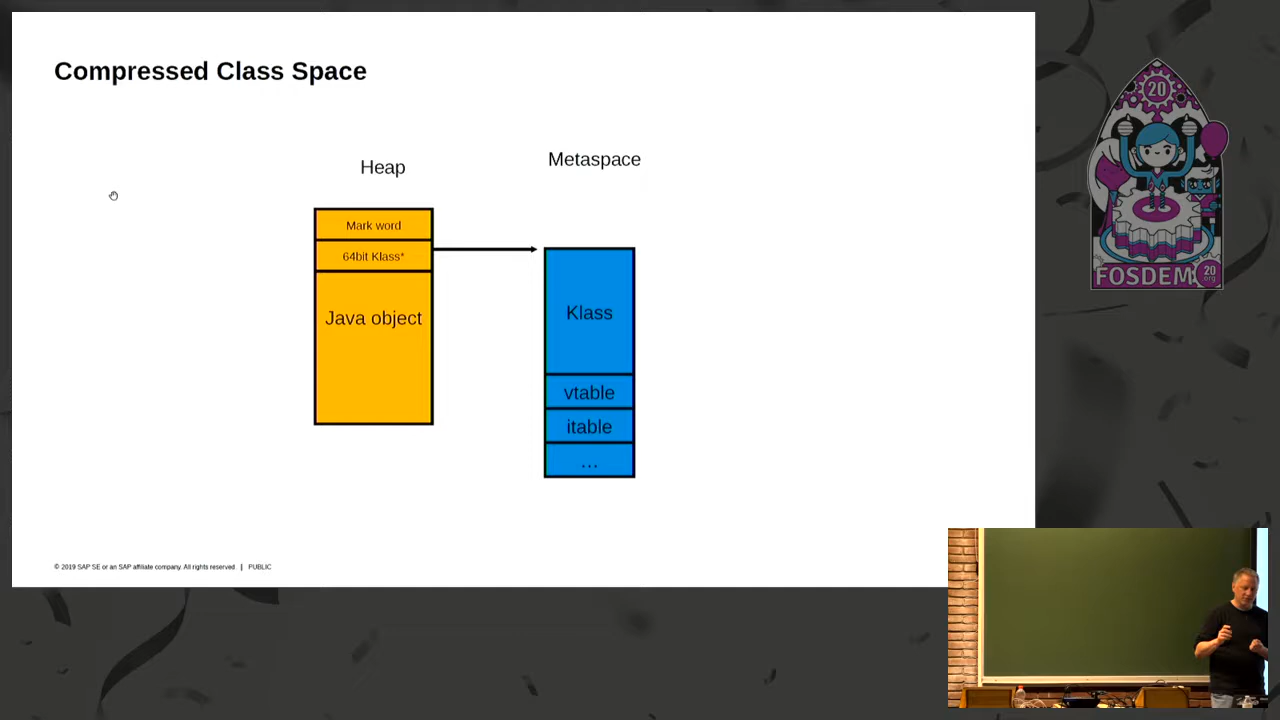 Compressed Class Space
Heap
Metaspace
Mark word
64bit Klass*
Java object
Klass
vtable
itable
...
© 2019 SAP SE or an SAP affiliate company. All rights reserved. | PUBLIC
20
FOSDEM
20
.org